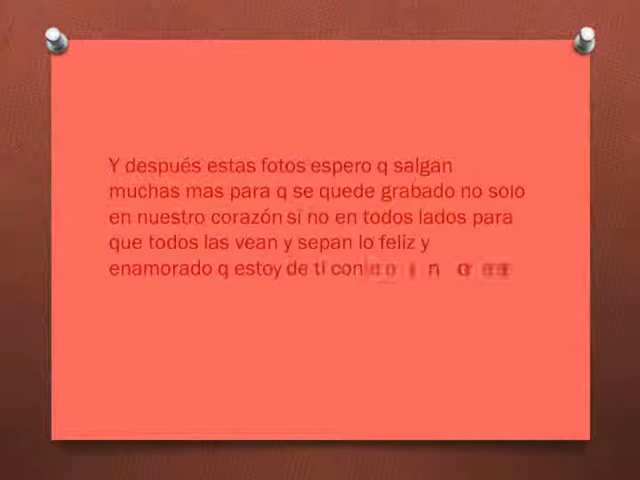 Y después estas fotos espero q salgan
muchas mas para q se quede grabado no solo
en nuestro corazón si no en todos lados para
que todos las vean y sepan lo feliz y
enamorado q estoy de ti con